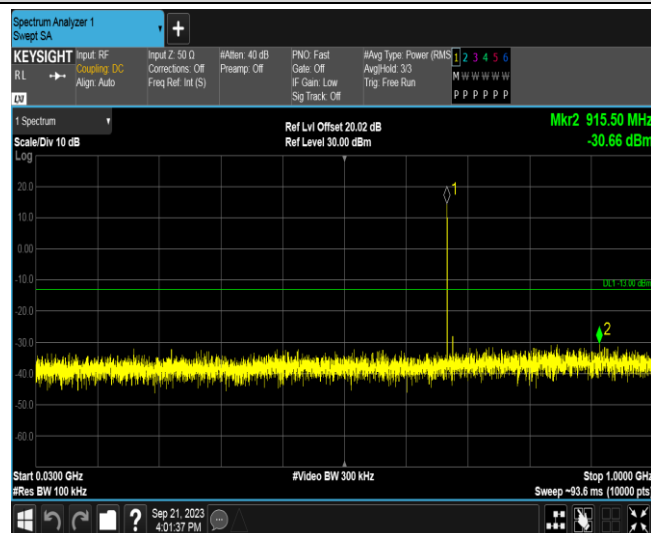 Spectrum Analyzer 1
Swept SA
+
KEYSIGHT
RL
Input: RF
Coupling: DC
Align: Auto
Input Z: 50 Ω
Corrections: Off
Freq Ref: Int (S)
#Atten: 40 dB
Preamp: Off
PNO: Fast
Gate: Off
IF Gain: Low
Sig Track: Off
#Avg Type: Power (RMS
Avg|Hold: 3/3
Trig: Free Run
1 2 3 4 5 6
M W W W W W
P P P P P P
1 Spectrum
Scale/Div 10 dB
Log
Ref Lvl Offset 20.02 dB
Ref Level 30.00 dBm
Mkr2 915.50 MHz
-30.66 dBm
20.0
10.0
0.00
-10.0
-20.0
-30.0
-40.0
-50.0
-60.0
1
DL1 -13.00 dBm
2
Start 0.0300 GHz
#Res BW 100 kHz
#Video BW 300 kHz
Stop 1.0000 GHz
Sweep ~93.6 ms (10000 pts)
?
Sep 21, 2023
4:01:37 PM